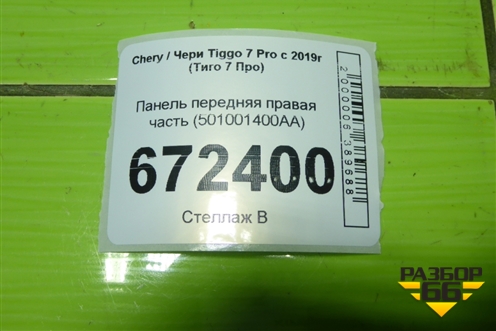 Chery / Чери Tiggo 7 Pro с 2019г
(Тиго 7 Про)
Панель передняя правая
часть (501001400AA)
672400
Стеллаж В
2000006389688
РАЗБОР
66